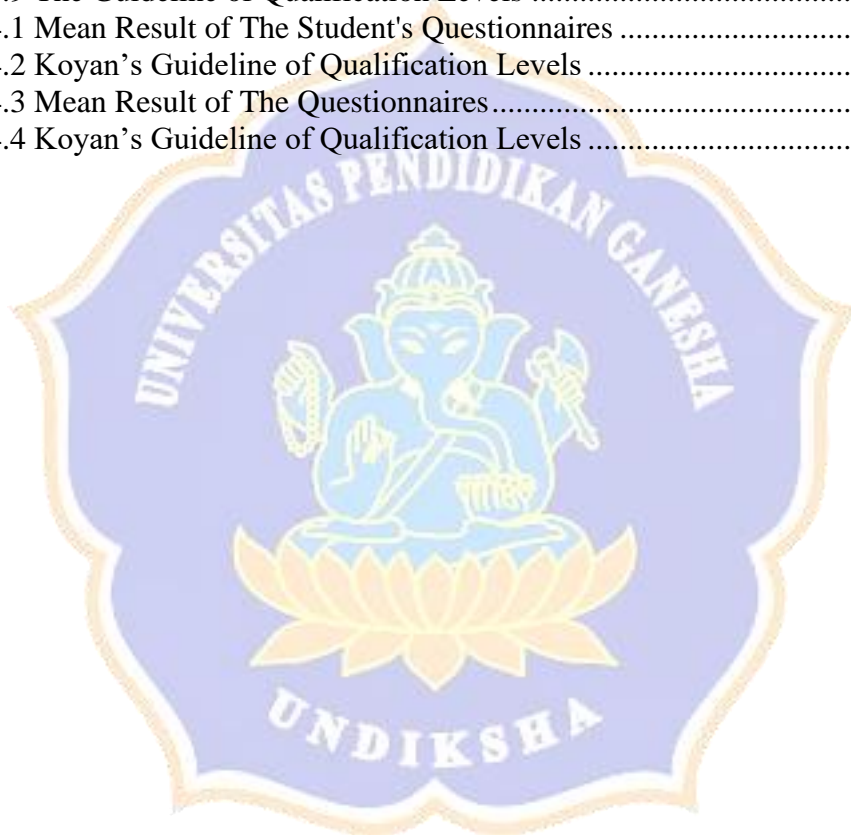 .9 The Guideline of Qualification Levels ........................................
.1 Mean Result of The Student's Questionnaires ............................
.2 Koyan’s Guideline of Qualification Levels ................................
.3 Mean Result of The Questionnaires............................................
.4 Koyan’s Guideline of Qualification Levels ................................
UNIVERSITAS PENDIDIKAN GANESHA
UNDIKSHA